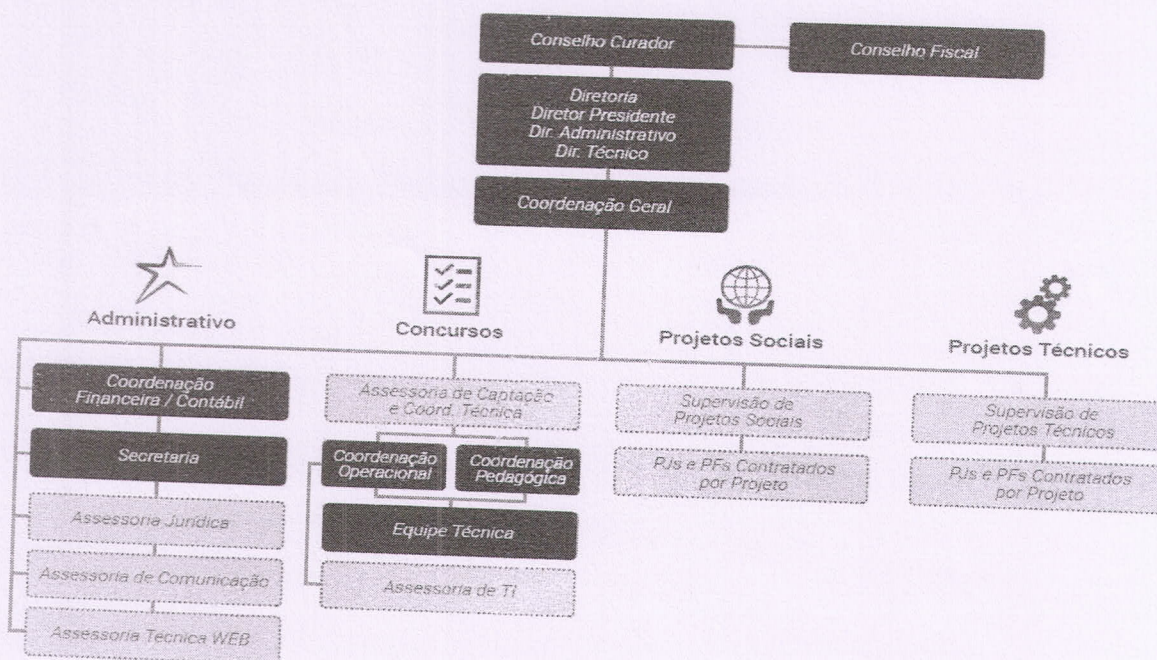 Conselho Curador
Conselho Fiscal
Diretoria
Diretor Presidente
Dir. Administrativo
Dir. Técnico
Coordenação Geral
Administrativo
Coordenação
Financeira / Contábil
Secretaria
Assessoria Jurídica
Assessoria de Comunicação
Assessoria Técnica WEB
Concursos
Assessoria de Captação
e Coord. Técnica
Coordenação
Operacional
Coordenação
Pedagógica
Equipe Técnica
Assessoria de TI
Projetos Sociais
Supervisão de
Projetos Sociais
PJs e PFs Contratados
por Projeto
Projetos Técnicos
Supervisão de
Projetos Técnicos
PJs e PFs Contratados
por Projeto